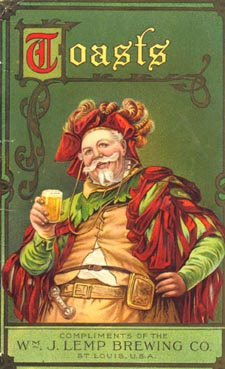 Toasts
COMPLIMENTS OF THE
WM. J. LEMP BREWING CO.
ST LOUIS, U.S.A.